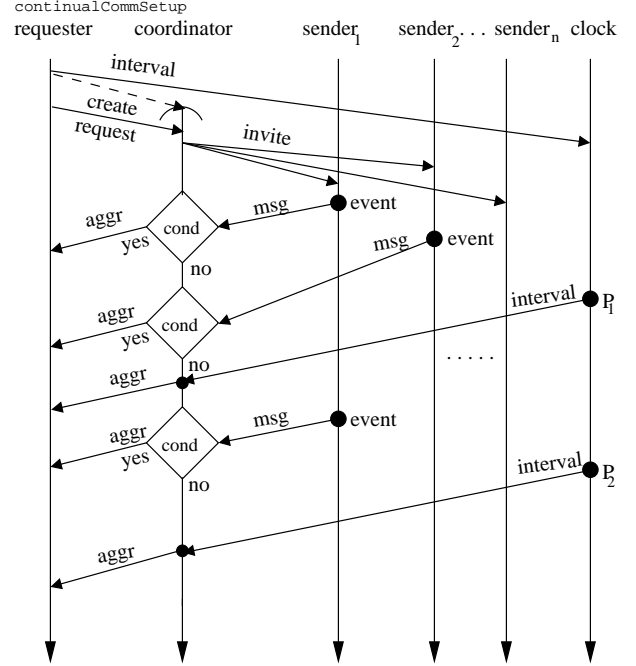 continualCommSetup
requester coordinator sender1 sender2 ... sendern clock
interval
create
request
invite
aggr
yes
cond
no
msg
event
msg
event
aggr
yes
cond
no
interval
P1
.....
aggr
aggr
yes
cond
no
msg
event
interval
P2
aggr